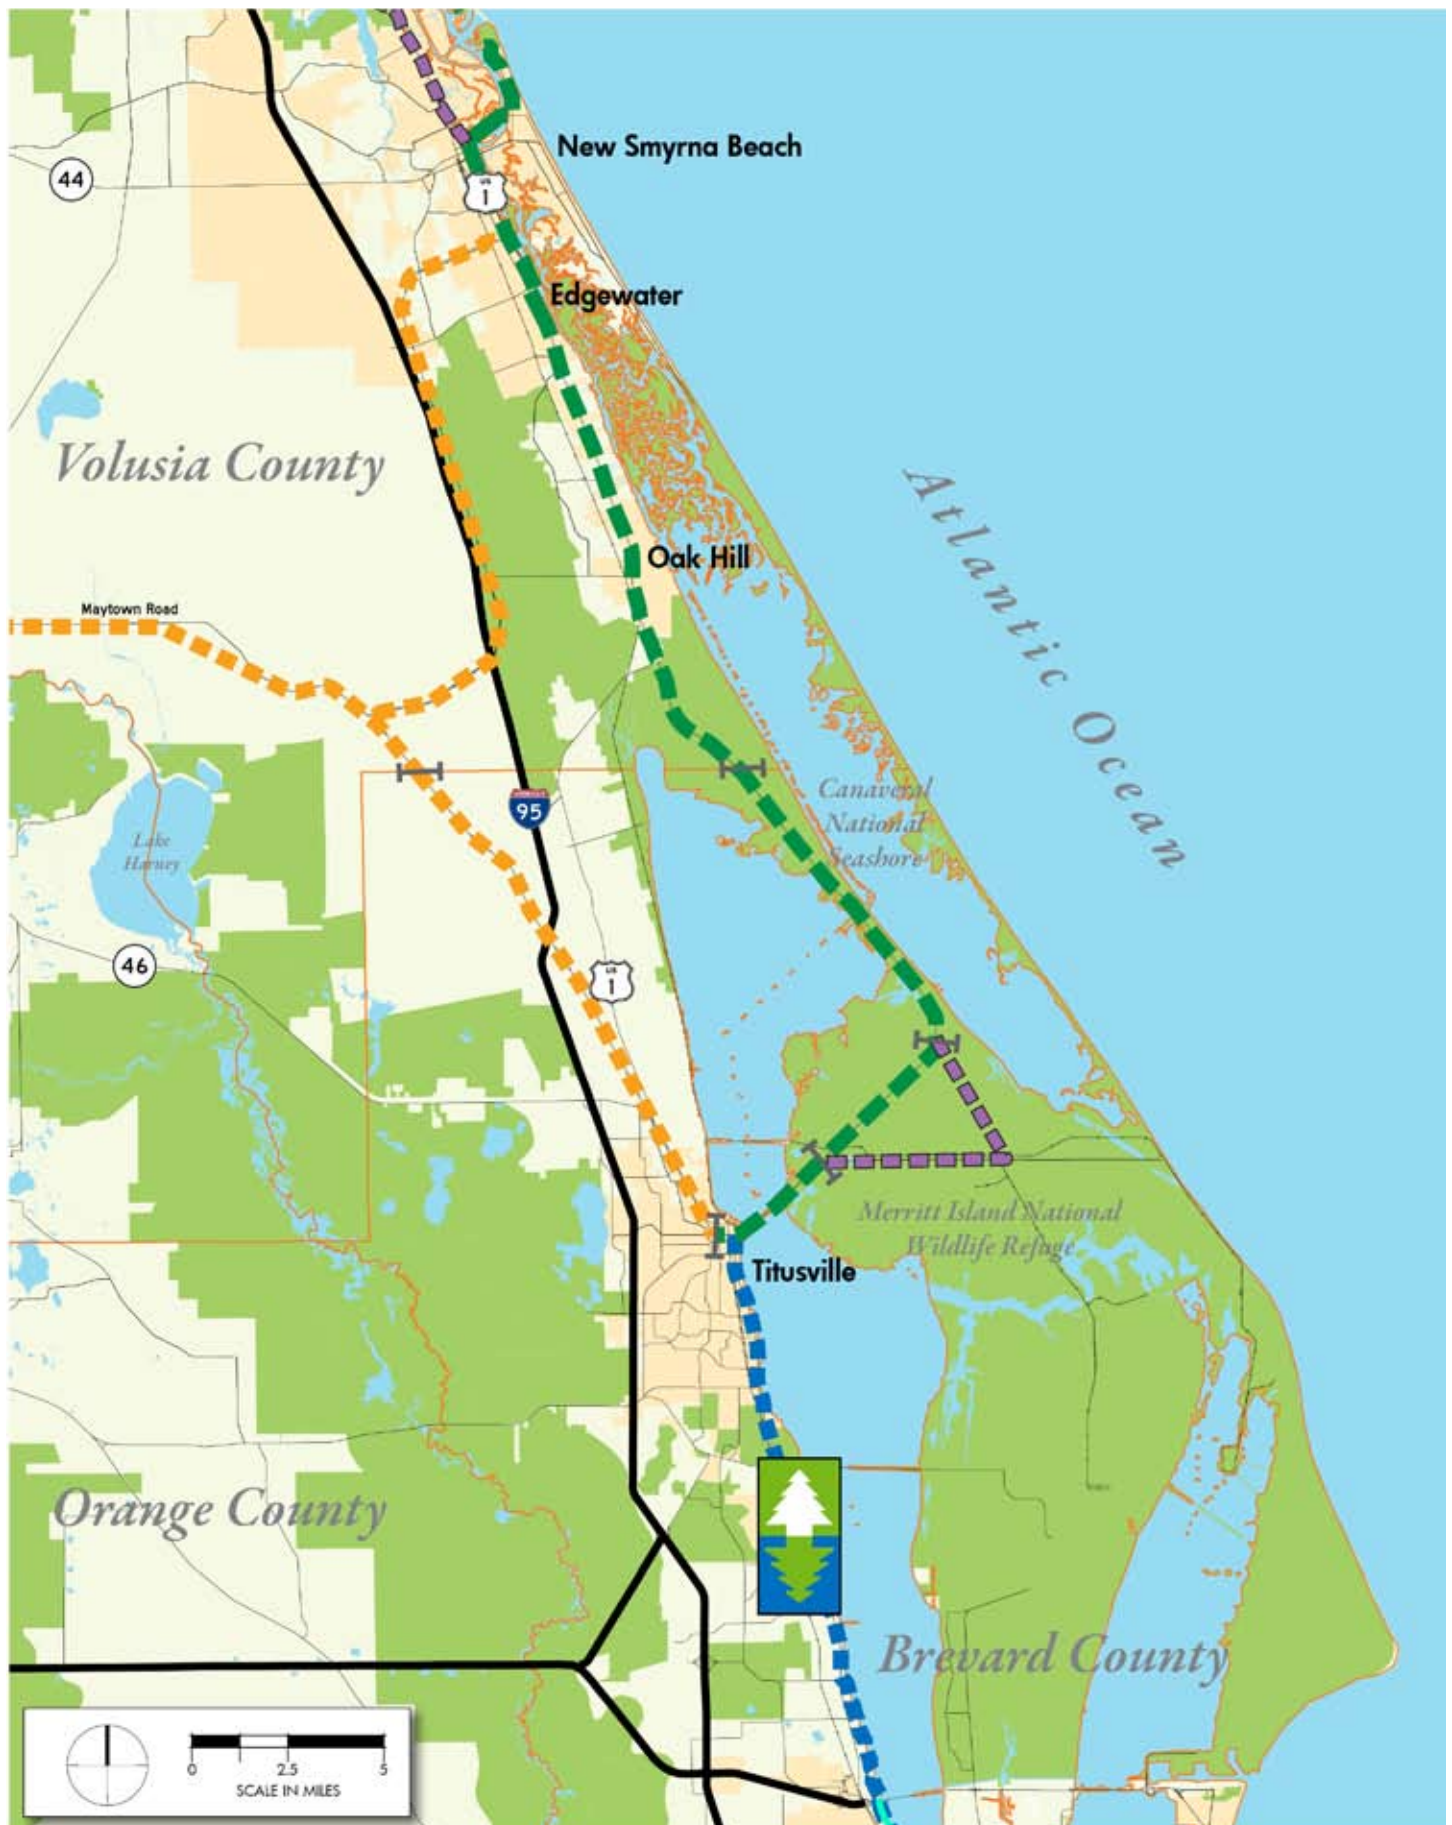 New Smyrna Beach
44
US
1
Edgewater
Volusia County
Atlantic Ocean
Oak Hill
Maytown Road
95
Canaveral
National
Seashore
Lake
Harney
46
US
1
Merritt Island National
Wildlife Refuge
Titusville
Orange County
Brevard County
0
2.5
5
SCALE IN MILES